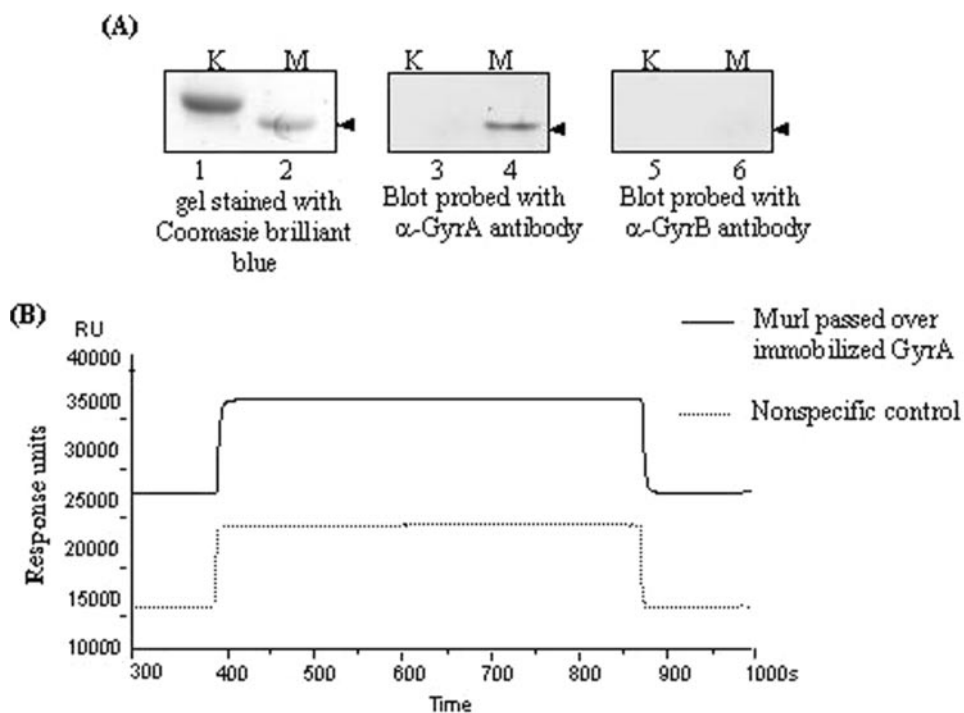 (A)
K M K M K M
1 2 3 4 5 6
gel stained with
Coomasie brilliant
blue
Blot probed with
α-GyrA antibody
Blot probed with
α-GyrB antibody
(B)
RU
40000
35000
30000
25000
20000
15000
10000
Response units
300 400 600 700 800 900 1000s
Time
MurI passed over
immobilized GyrA
Nonspecific control